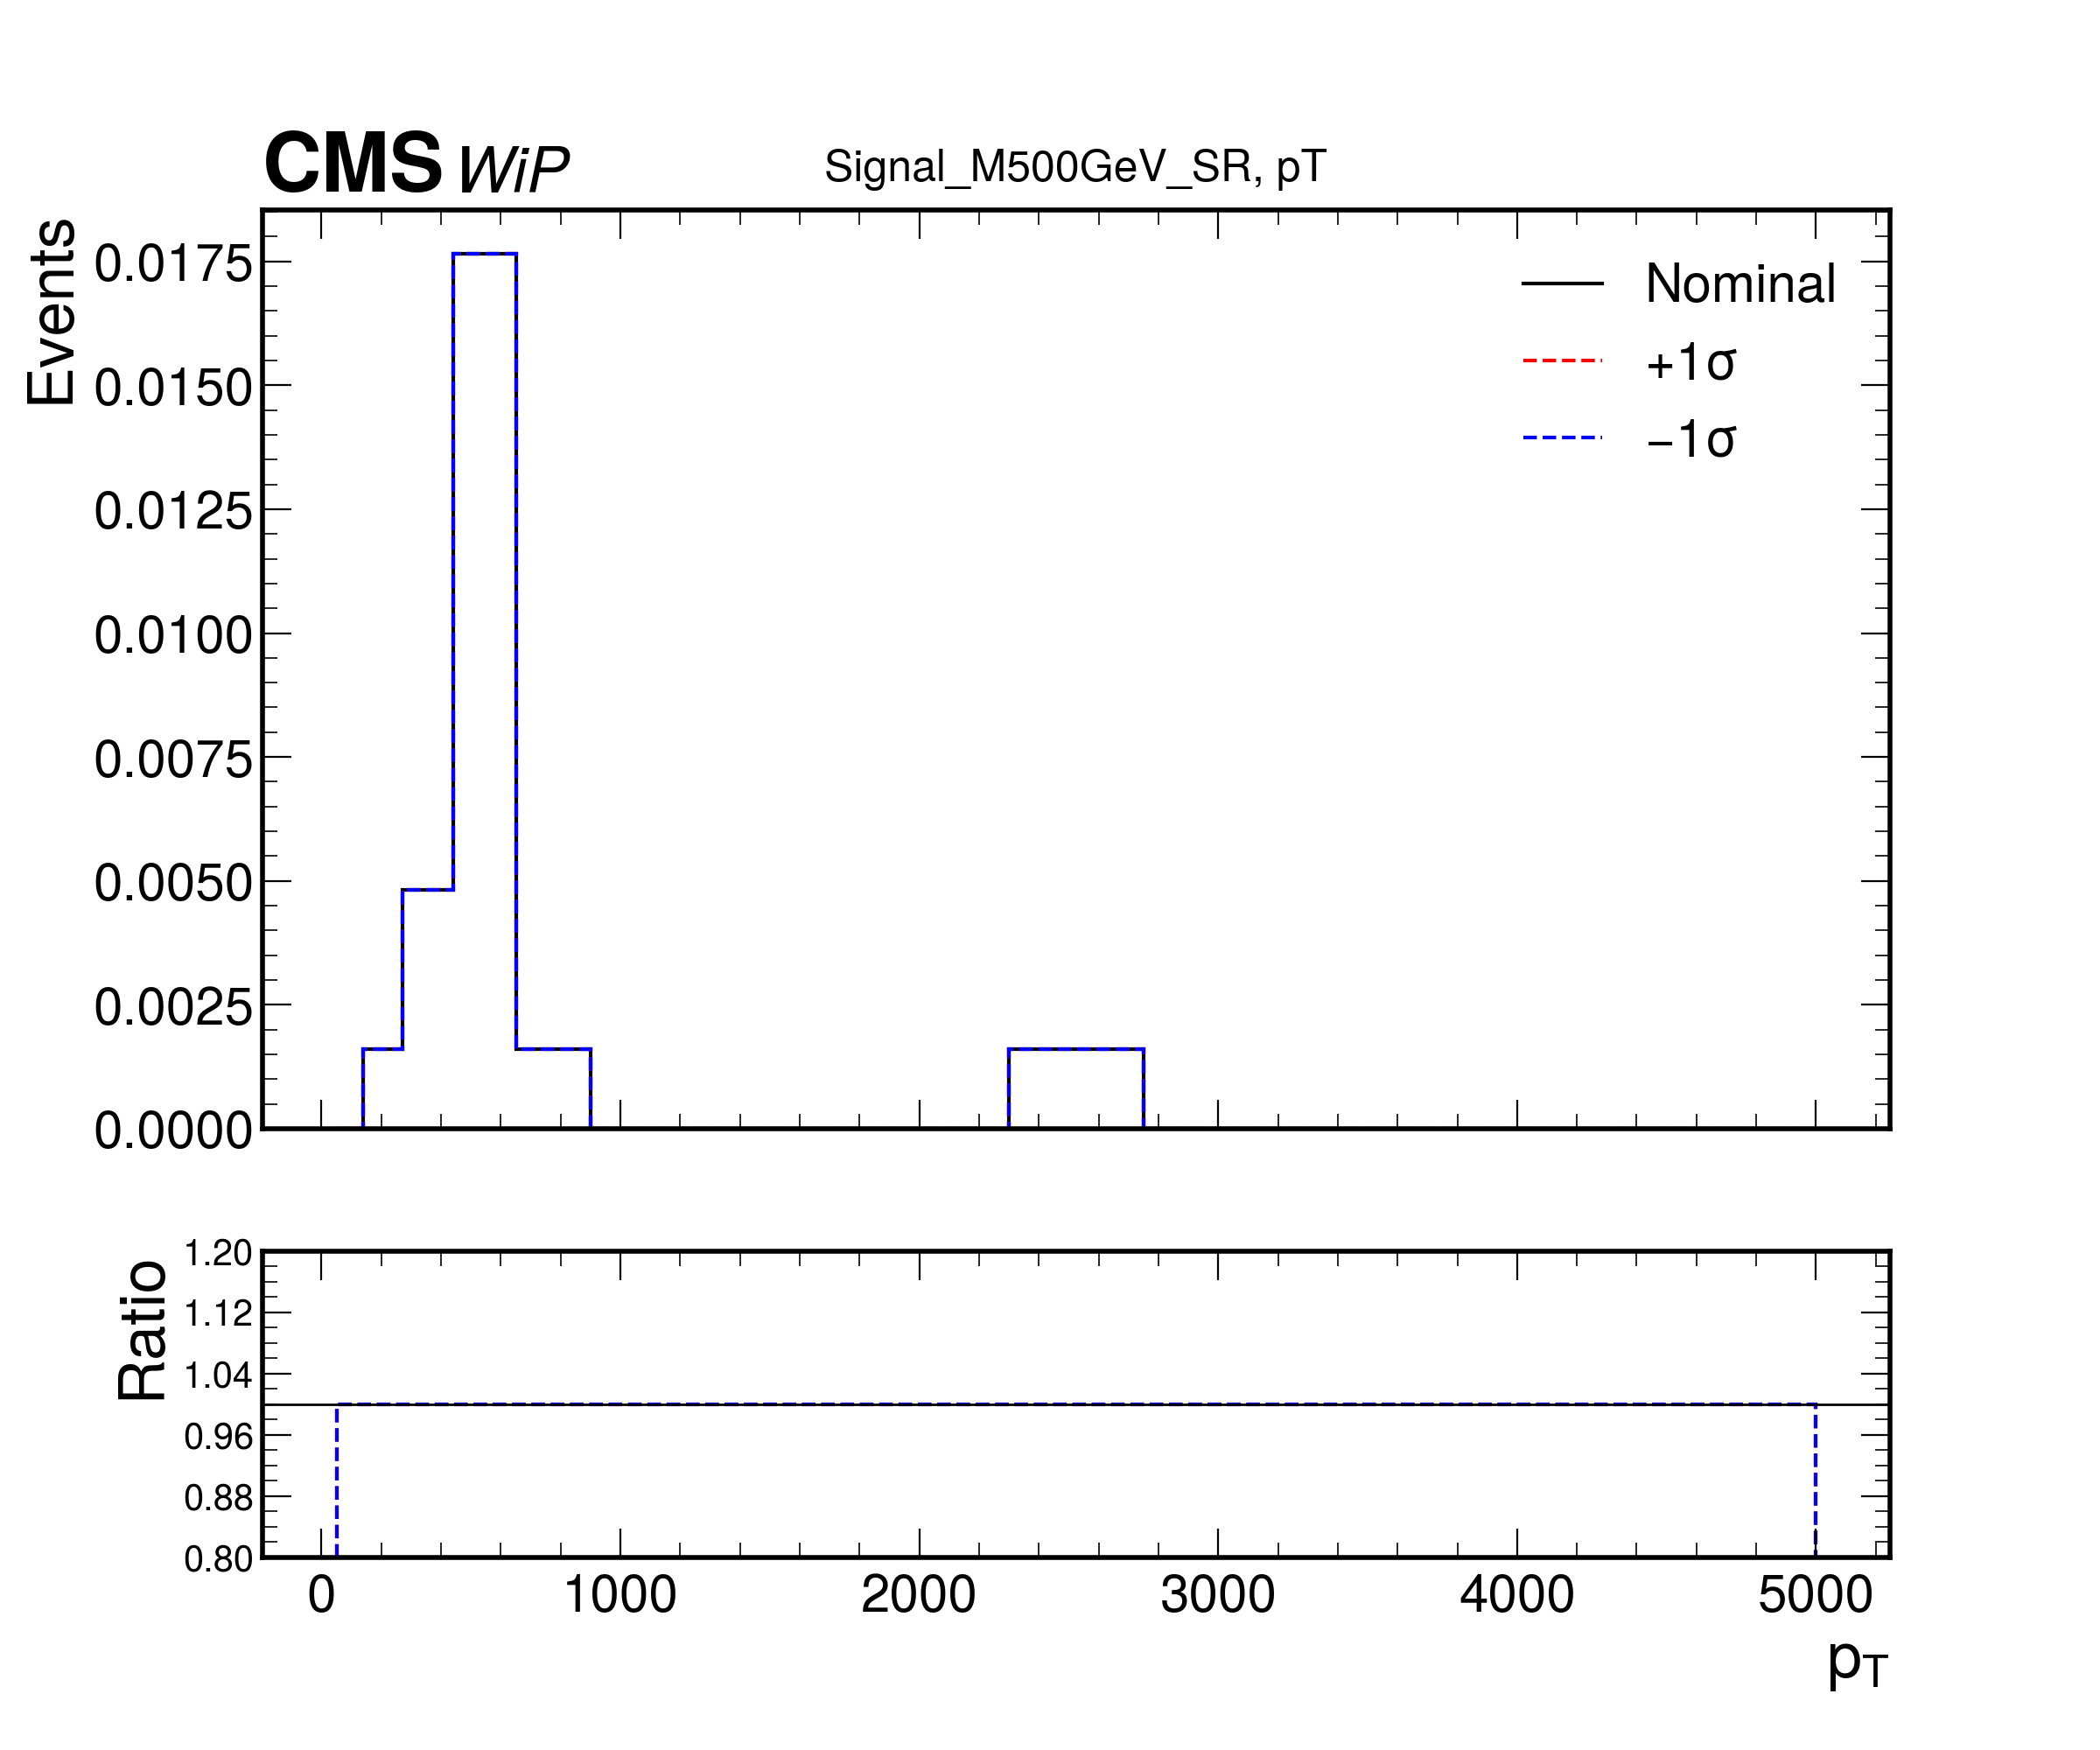 CMS WiP
Signal_M500GeV_SR, pT
Events
0.0175
0.0150
0.0125
0.0100
0.0075
0.0050
0.0025
0.0000
Nominal
+1σ
−1σ
Ratio
1.20
1.12
1.04
0.96
0.88
0.80
0 1000 2000 3000 4000 5000
pT